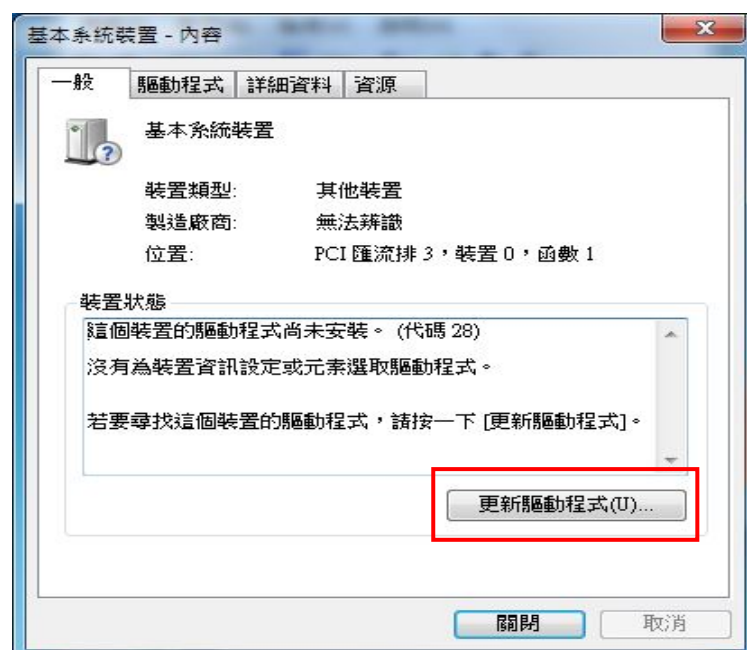 基本系統裝置 - 內容
一般 驅動程式 詳細資料 資源
基本系統裝置
裝置類型: 其他裝置
製造廠商: 無法辨識
位置: PCI 匯流排 3，裝置 0，函數 1
裝置狀態
這個裝置的驅動程式尚未安裝。 (代碼 28)
沒有為裝置資訊設定或元素選取驅動程式。
若要尋找這個裝置的驅動程式，請按一下 [更新驅動程式]。
更新驅動程式(U)...
關閉 取消